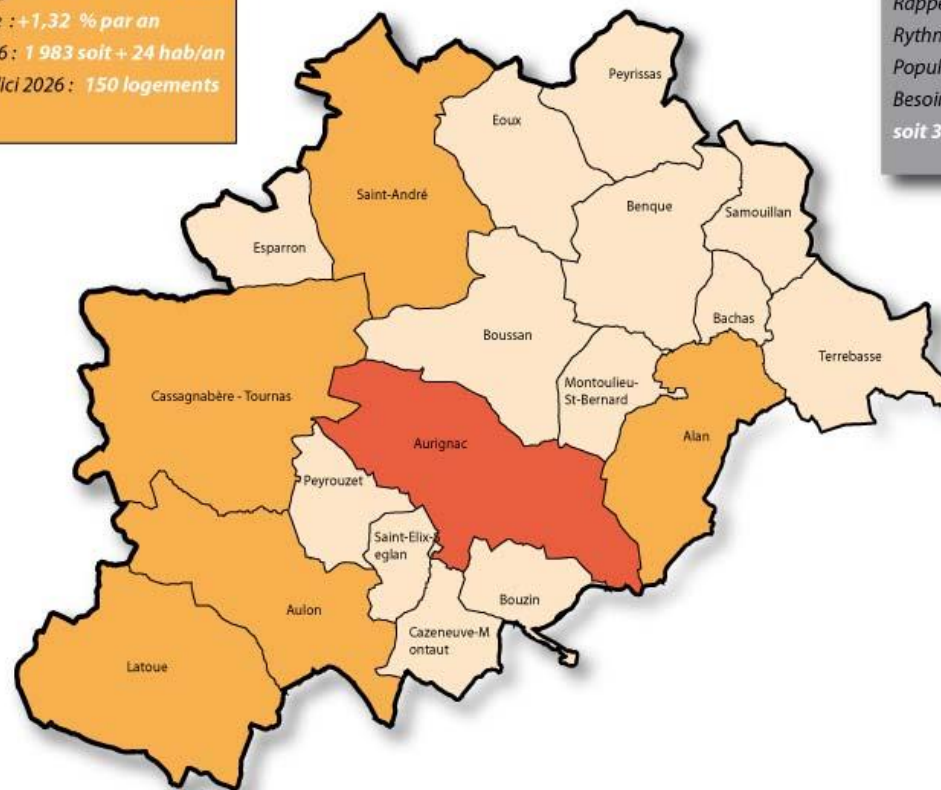 : +1,32 % par an
6 : 1 983 soit + 24 hab/an
ici 2026 : 150 logements
Rythm
Popul
Besoin
soit 3
Peyrissas
Eoux
Saint-André
Benque
Samouillan
Esparron
Bachas
Boussan
Terrebasse
Montoulieu-
St-Bernard
Cassagnabère - Tournas
Alan
Aurignac
Peyrouzet
Saint-Elix-S
eglan
Bouzin
Aulon
Cazeneuve-M
ontaut
Latoue